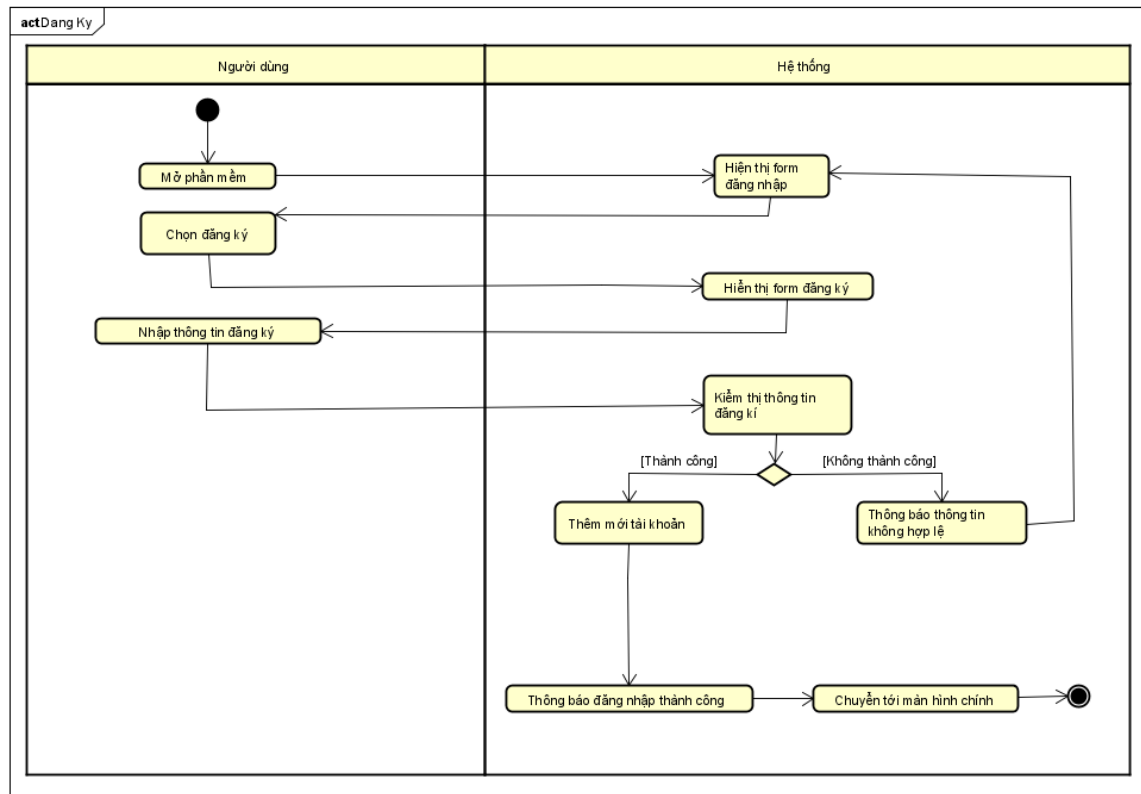 act Dang Ky
Người dùng
Hệ thống
Mở phần mềm
Hiện thị form
đăng nhập
Chọn đăng ký
Hiển thị form đăng ký
Nhập thông tin đăng ký
Kiểm thị thông tin
đăng kí
[Thành công]
[Không thành công]
Thêm mới tài khoản
Thông báo thông tin
không hợp lệ
Thông báo đăng nhập thành công
Chuyển tới màn hình chính